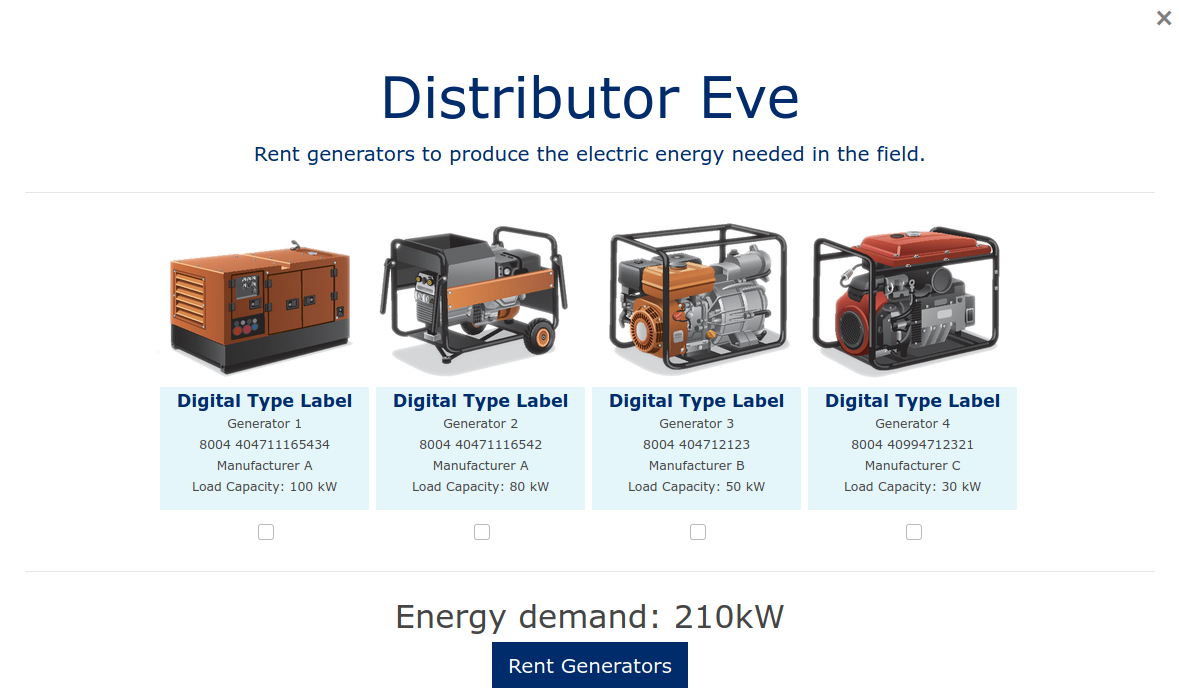 ×
Distributor Eve
Rent generators to produce the electric energy needed in the field.
Digital Type Label
Generator 1
8004 404711165434
Manufacturer A
Load Capacity: 100 kW
Digital Type Label
Generator 2
8004 40471116542
Manufacturer A
Load Capacity: 80 kW
Digital Type Label
Generator 3
8004 404712123
Manufacturer B
Load Capacity: 50 kW
Digital Type Label
Generator 4
8004 40994712321
Manufacturer C
Load Capacity: 30 kW
Energy demand: 210kW
Rent Generators